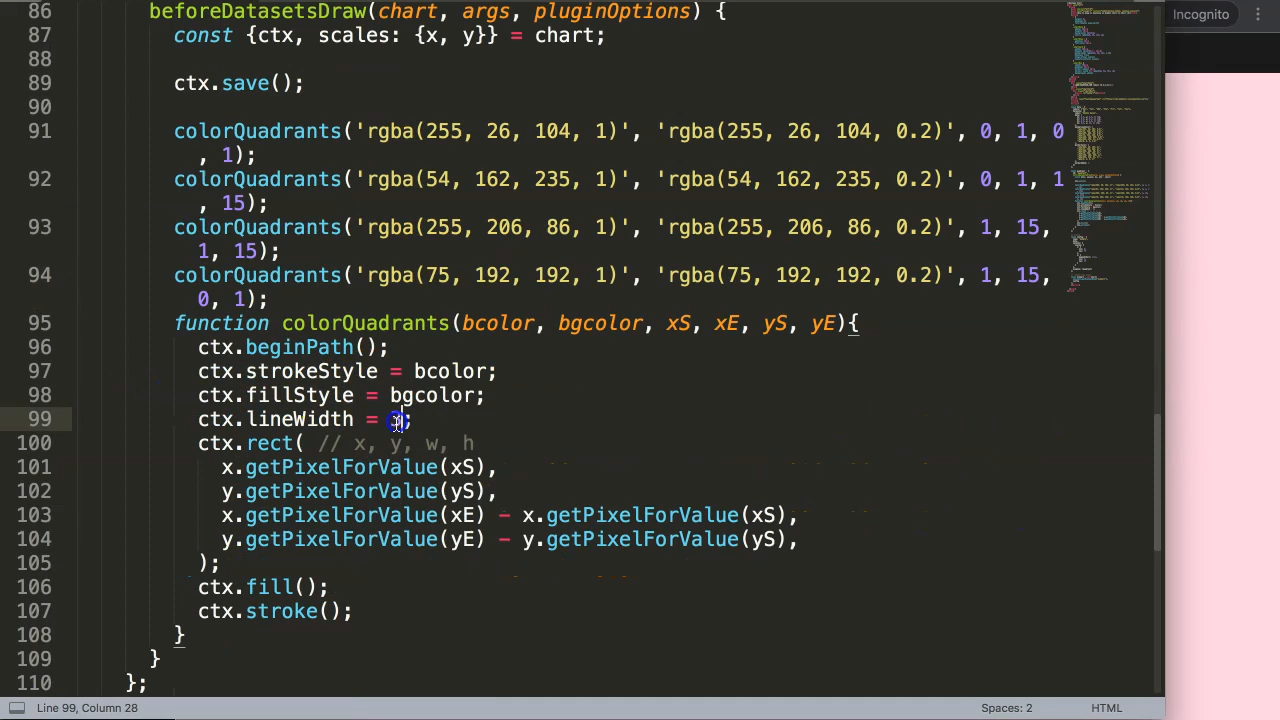 Incognito
86 beforeDatasetsDraw(chart, args, pluginOptions) {
87 const {ctx, scales: {x, y}} = chart;
88
89 ctx.save();
90
91 colorQuadrants('rgba(255, 26, 104, 1)', 'rgba(255, 26, 104, 0.2)', 0, 1, 0
, 1);
92 colorQuadrants('rgba(54, 162, 235, 1)', 'rgba(54, 162, 235, 0.2)', 0, 1, 1
, 15);
93 colorQuadrants('rgba(255, 206, 86, 1)', 'rgba(255, 206, 86, 0.2)', 1, 15,
1, 15);
94 colorQuadrants('rgba(75, 192, 192, 1)', 'rgba(75, 192, 192, 0.2)', 1, 15,
0, 1);
95 function colorQuadrants(bcolor, bgcolor, xS, xE, yS, yE){
96 ctx.beginPath();
97 ctx.strokeStyle = bcolor;
98 ctx.fillStyle = bgcolor;
99 ctx.lineWidth = ;
100 ctx.rect( // x, y, w, h
101 x.getPixelForValue(xS),
102 y.getPixelForValue(yS),
103 x.getPixelForValue(xE) - x.getPixelForValue(xS),
104 y.getPixelForValue(yE) - y.getPixelForValue(yS),
105 );
106 ctx.fill();
107 ctx.stroke();
108 }
109 }
110 };
Line 99, Column 28
Spaces: 2
HTML